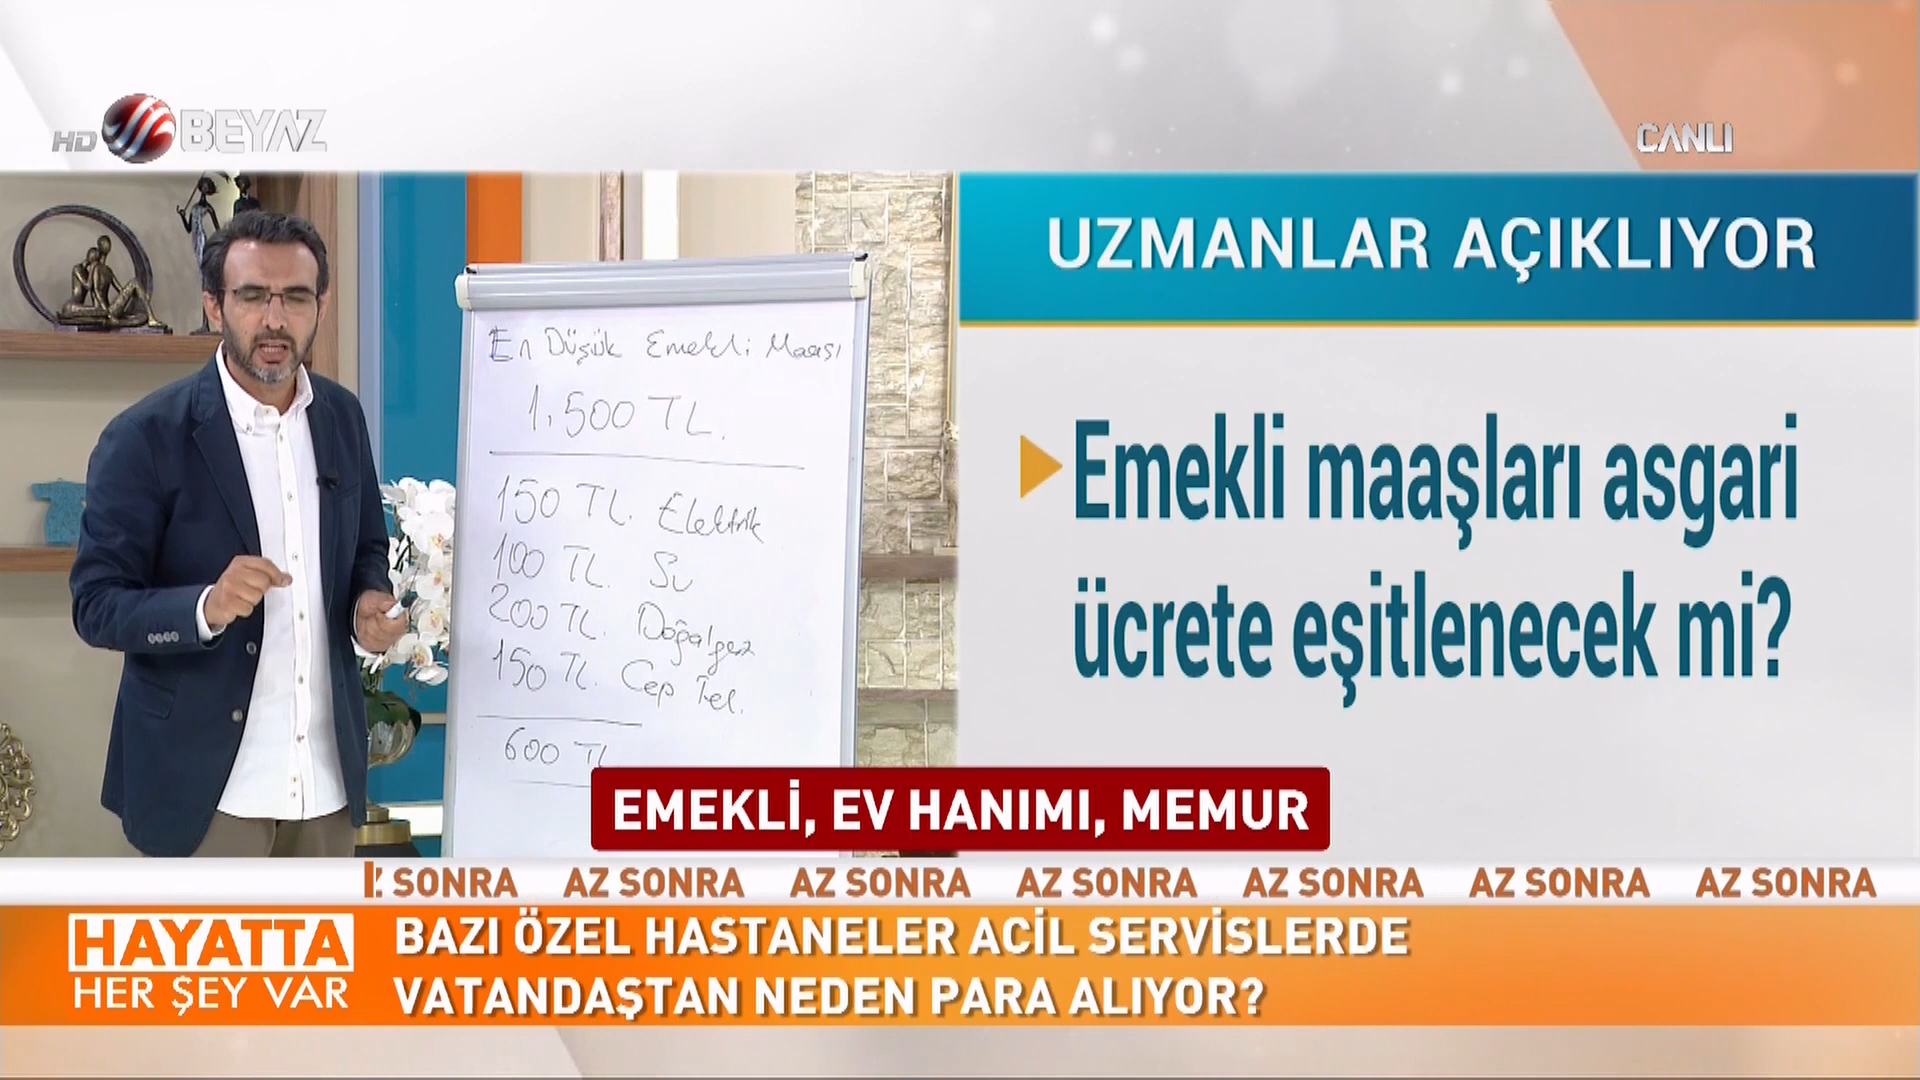 HD BEYAZ
CANLI
UZMANLAR AÇIKLIYOR
En Düşük Emekli Maaşı
1.500 TL.
150 TL. Elektrik
100 TL. Su
200 TL. Doğalgaz
150 TL. Cep Tel.
600 TL
Emekli maaşları asgari
ücrete eşitlenecek mi?
EMEKLİ, EV HANIMI, MEMUR
Z SONRA AZ SONRA AZ SONRA AZ SONRA AZ SONRA AZ SONRA AZ SONRA
HAYATTA
HER ŞEY VAR
BAZI ÖZEL HASTANELER ACİL SERVİSLERDE
VATANDAŞTAN NEDEN PARA ALIYOR?